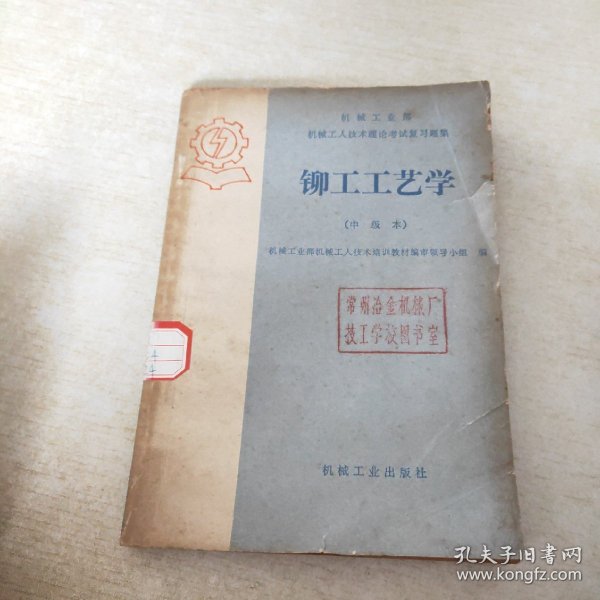 机械工业部
机械工人技术理论考试复习题集
铆工工艺学
（中级本）
机械工业部机械工人技术培训教材编审领导小组 编
常州冶金机械厂
技工学校图书室
4
4
机械工业出版社
孔夫子旧书网
www.kongfz.com